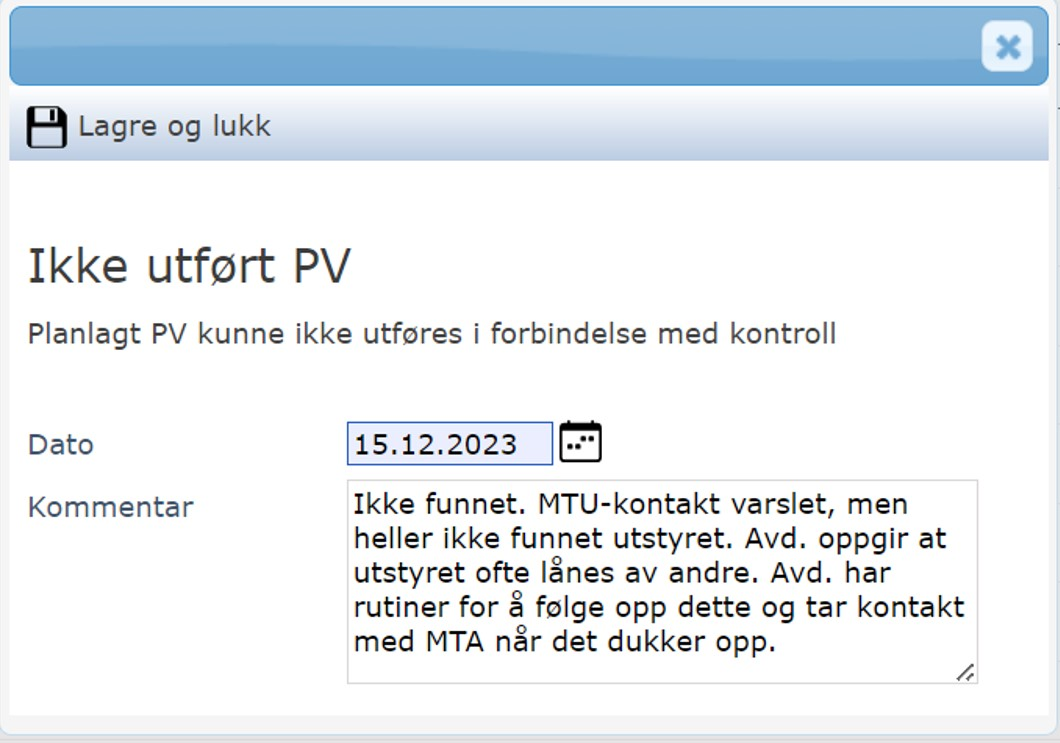 Lagre og lukk
Ikke utført PV
Planlagt PV kunne ikke utføres i forbindelse med kontroll
Dato 15.12.2023
Kommentar
Ikke funnet. MTU-kontakt varslet, men
heller ikke funnet utstyret. Avd. oppgir at
utstyret ofte lånes av andre. Avd. har
rutiner for å følge opp dette og tar kontakt
med MTA når det dukker opp.